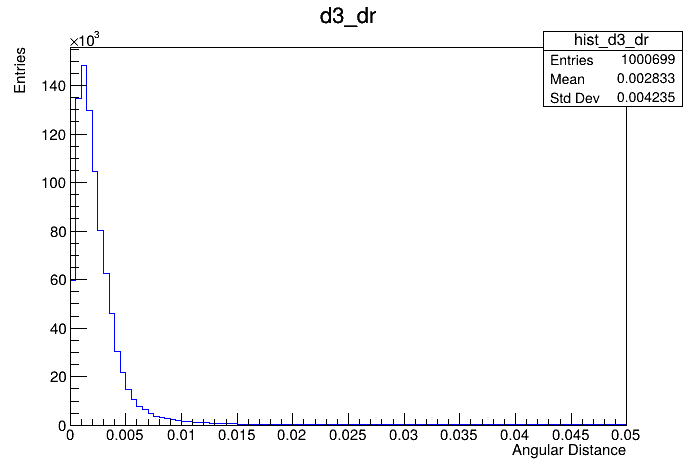 d3_dr
×10³
hist_d3_dr
Entries 1000699
Mean 0.002833
Std Dev 0.004235
Entries
140
120
100
80
60
40
20
0
0 0.005 0.01 0.015 0.02 0.025 0.03 0.035 0.04 0.045 0.05
Angular Distance